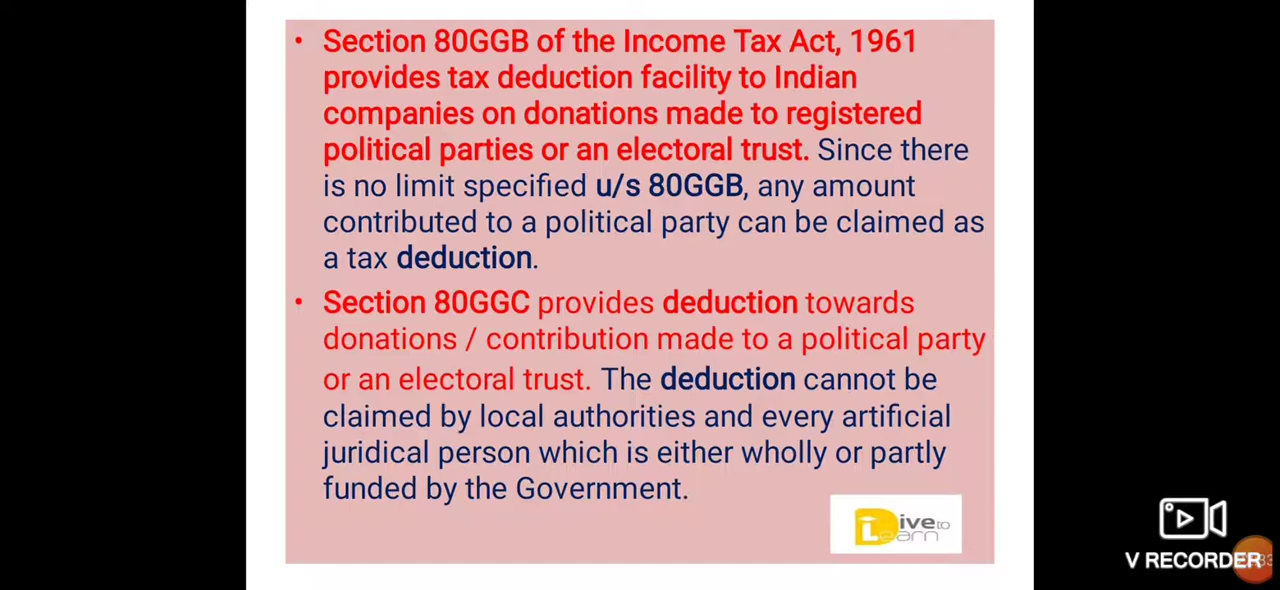 • Section 80GGB of the Income Tax Act, 1961
provides tax deduction facility to Indian
companies on donations made to registered
political parties or an electoral trust. Since there
is no limit specified u/s 80GGB, any amount
contributed to a political party can be claimed as
a tax deduction.
• Section 80GGC provides deduction towards
donations / contribution made to a political party
or an electoral trust. The deduction cannot be
claimed by local authorities and every artificial
juridical person which is either wholly or partly
funded by the Government.
Dive to
Learn
V RECORDER